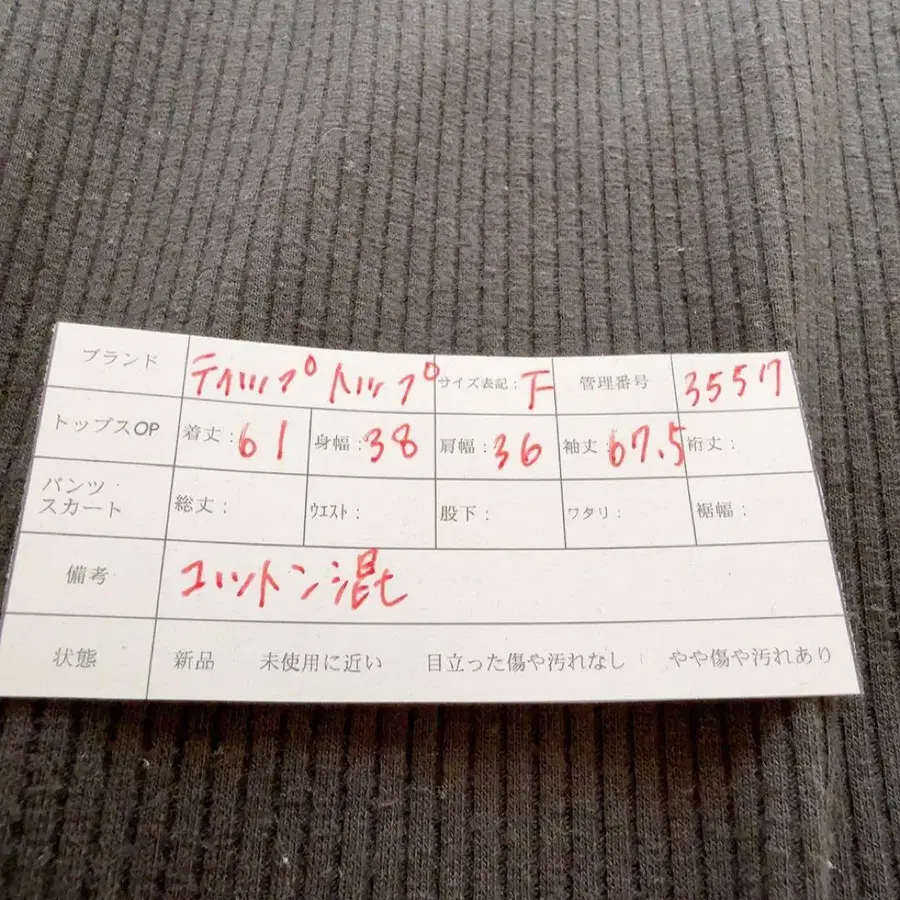 ブランド ティップトップ サイズ表記：F 管理番号 3557
トップスOP 着丈：61 身幅：38 肩幅：36 袖丈：67.5 裄丈：
パンツ・スカート 総丈： ウエスト： 股下： ワタリ： 裾幅：
備考 コットン混
状態 新品 未使用に近い 目立った傷や汚れなし やや傷や汚れあり